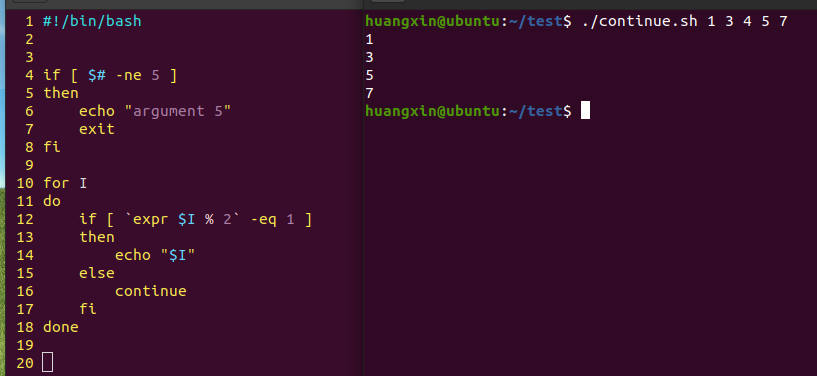 1 #!/bin/bash
2
3
4 if [ $# -ne 5 ]
5 then
6     echo "argument 5"
7     exit
8 fi
9
10 for I
11 do
12     if [ `expr $I % 2` -eq 1 ]
13     then
14         echo "$I"
15     else
16         continue
17     fi
18 done
19
20
huangxin@ubuntu:~/test$ ./continue.sh 1 3 4 5 7
1
3
5
7
huangxin@ubuntu:~/test$